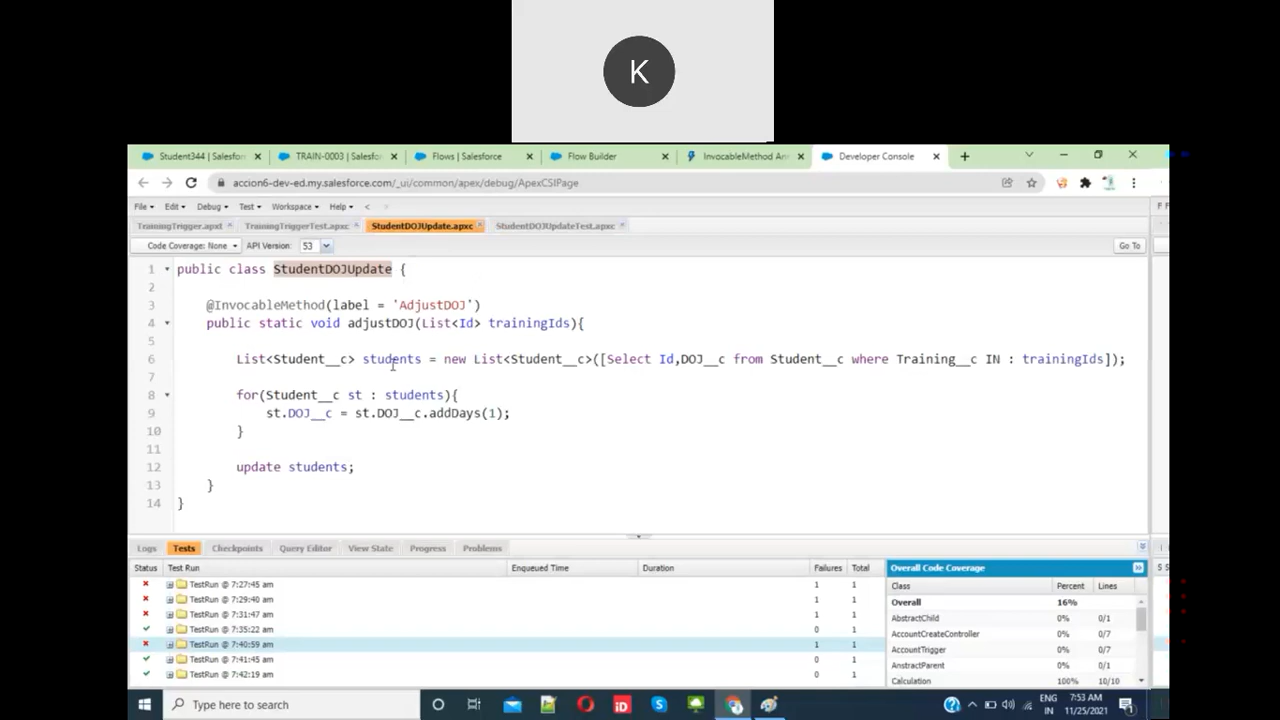 K
Student344 | Salesfor
TRAIN-0003 | Salesfo
Flows | Salesforce
Flow Builder
InvocableMethod An
Developer Console
accion6-dev-ed.my.salesforce.com/_ui/common/apex/debug/ApexCSIPage
File Edit Debug Test Workspace Help < >
TrainingTrigger.apxt
TrainingTriggerTest.apxc
StudentDOJUpdate.apxc
StudentDOJUpdateTest.apxc
Code Coverage: None API Version: 53 Go To
1 public class StudentDOJUpdate {
2
3 @InvocableMethod(label = 'AdjustDOJ')
4 public static void adjustDOJ(List<Id> trainingIds){
5
6 List<Student__c> students = new List<Student__c>([Select Id,DOJ__c from Student__c where Training__c IN : trainingIds]);
7
8 for(Student__c st : students){
9 st.DOJ__c = st.DOJ__c.addDays(1);
10 }
11
12 update students;
13 }
14 }
Logs Tests Checkpoints Query Editor View State Progress Problems
Status Test Run Enqueued Time Duration Failures Total
TestRun @ 7:27:45 am 1 1
TestRun @ 7:29:40 am 1 1
TestRun @ 7:31:47 am 1 1
TestRun @ 7:35:22 am 0 1
TestRun @ 7:40:59 am 1 1
TestRun @ 7:41:45 am 0 1
TestRun @ 7:42:19 am 0 1
Overall Code Coverage
Class Percent Lines
Overall 16%
AbstractChild 0% 0/1
AccountCreateController 0% 0/7
AccountTrigger 0% 0/7
AnstractParent 0% 0/1
Calculation 100% 10/10
Type here to search
ENG
IN
7:53 AM
11/25/2021